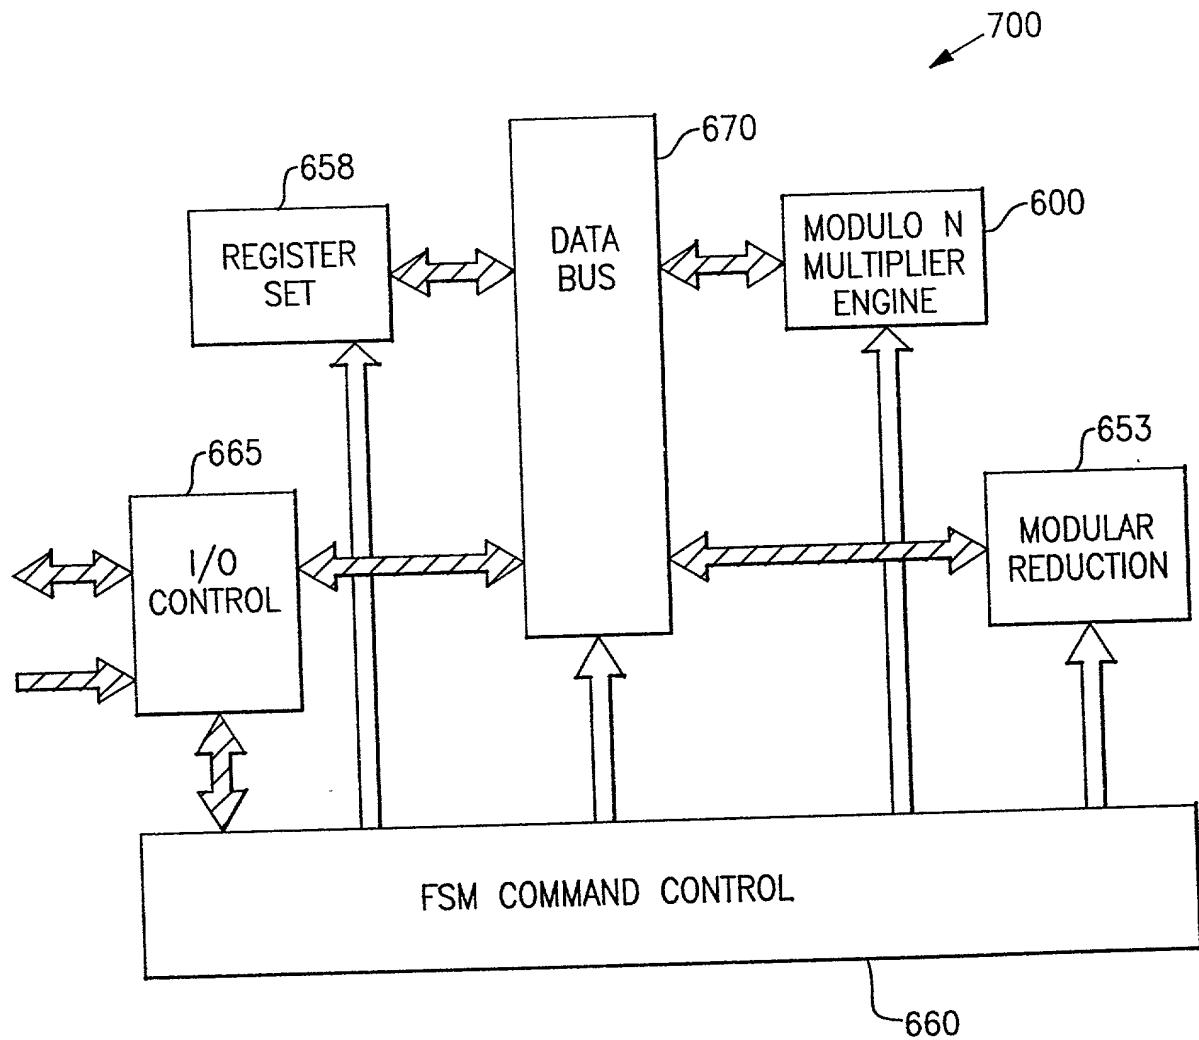 700
670
658
600
REGISTER
SET
DATA
BUS
MODULO N
MULTIPLIER
ENGINE
665
653
I/O
CONTROL
MODULAR
REDUCTION
FSM COMMAND CONTROL
660